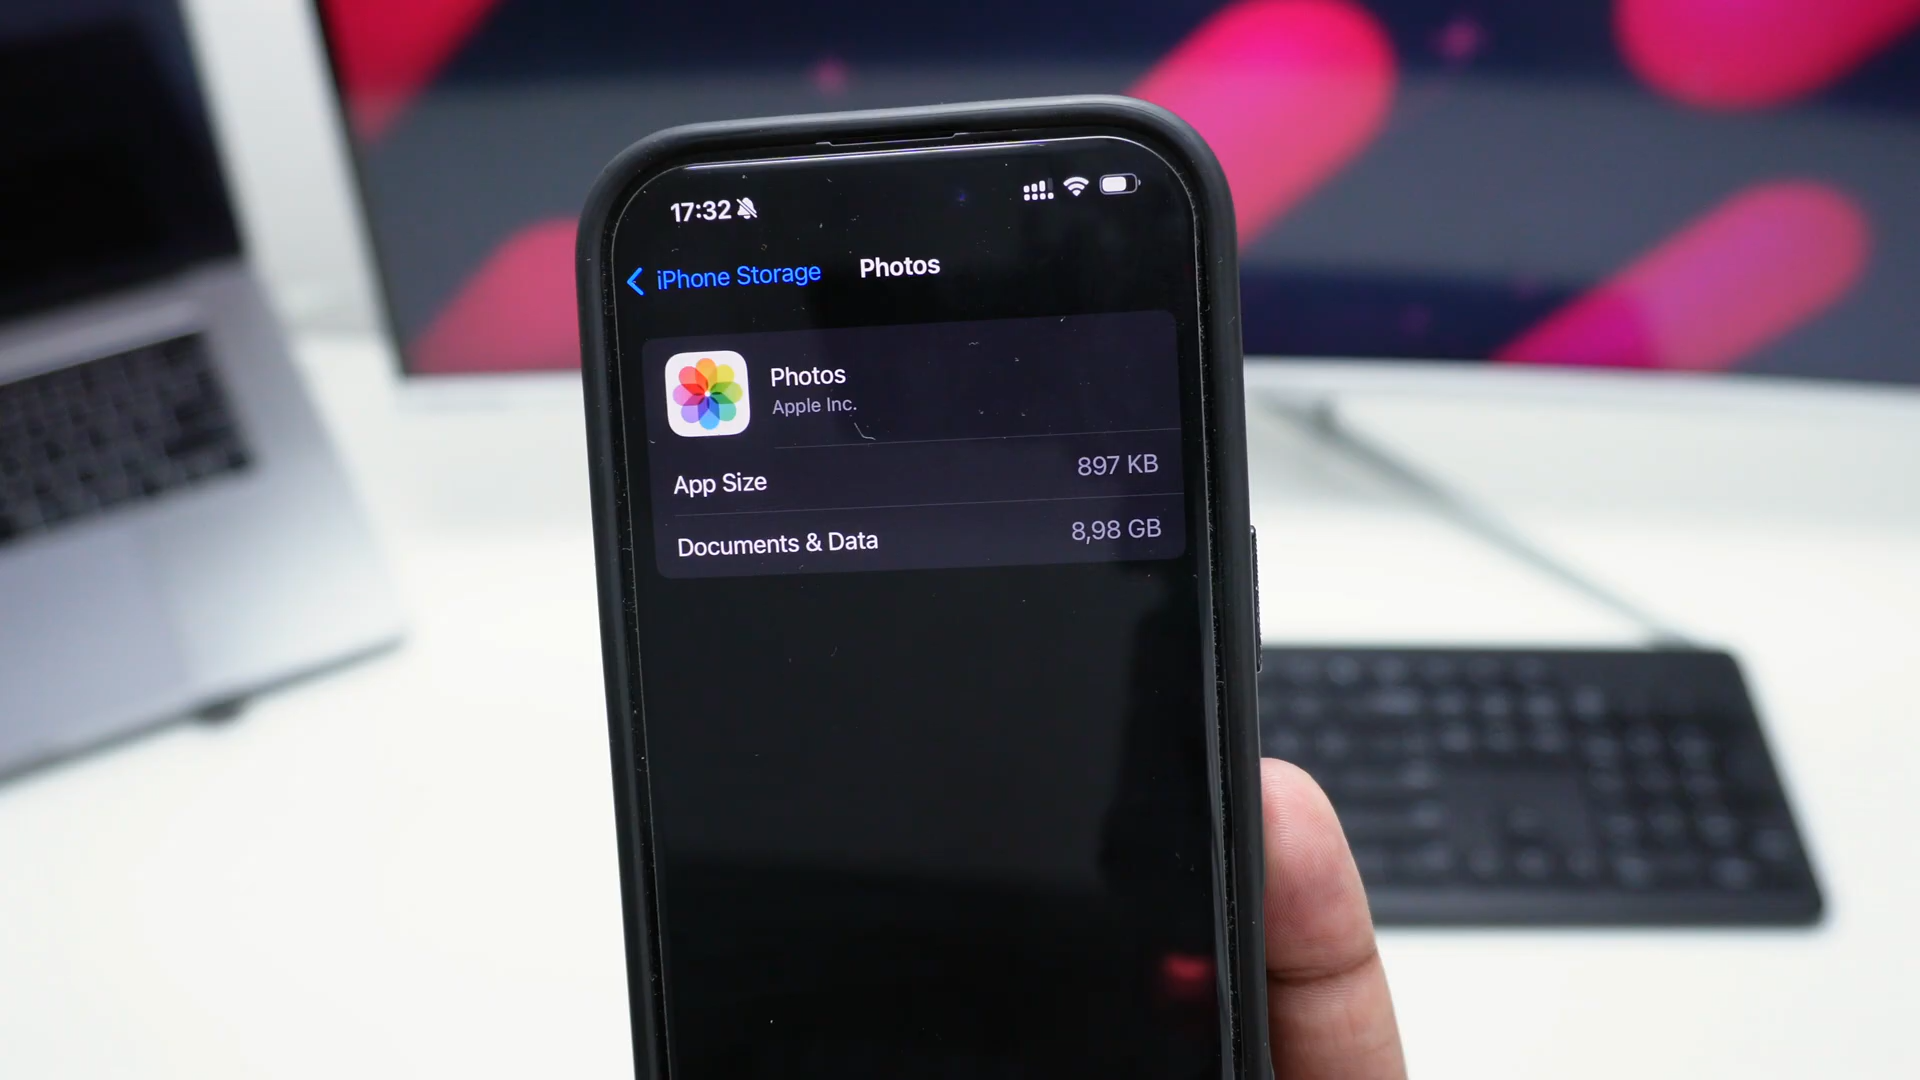 17:32
iPhone Storage
Photos
Photos
Apple Inc.
App Size
897 KB
Documents & Data
8,98 GB